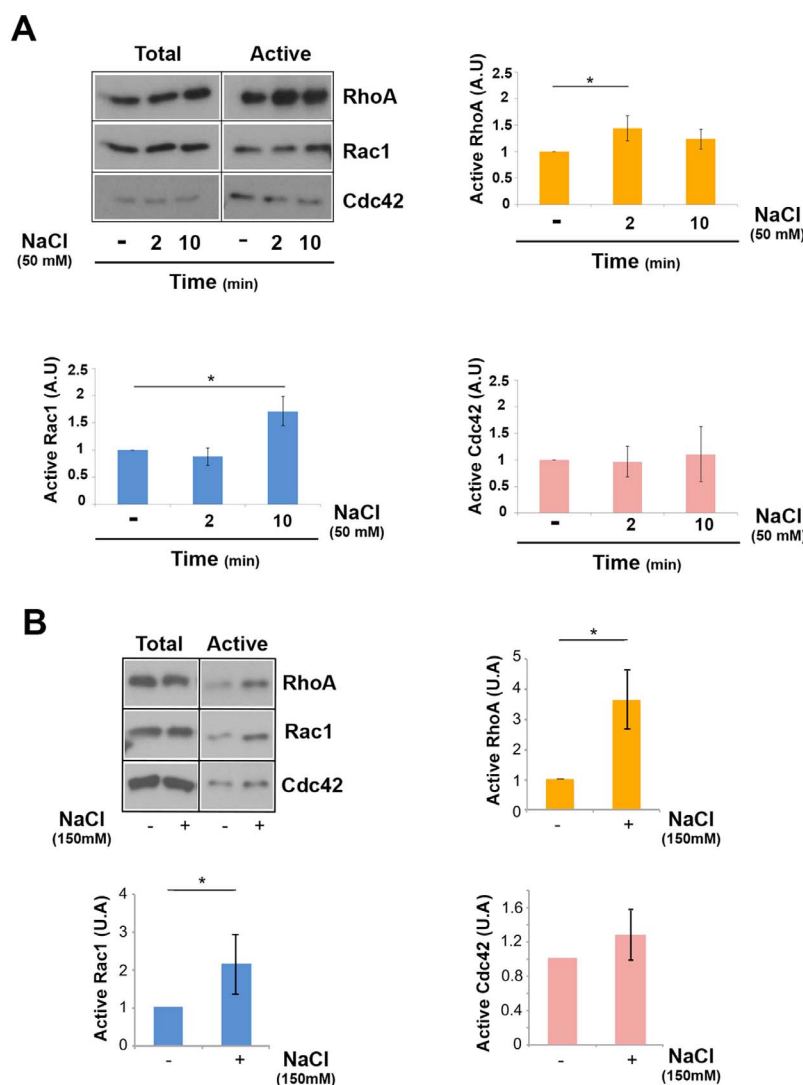 A
Total Active
RhoA
Rac1
Cdc42
NaCl - 2 10 - 2 10
(50 mM)
Time (min)
Active RhoA (A.U)
2.5
2
1.5
1
0.5
0
*
- 2 10 NaCl
(50 mM)
Time (min)
Active Rac1 (A.U)
2.5
2
1.5
1
0.5
0
*
- 2 10 NaCl
(50 mM)
Time (min)
Active Cdc42 (A.U)
2.5
2
1.5
1
0.5
0
- 2 10 NaCl
(50 mM)
Time (min)
B
Total Active
RhoA
Rac1
Cdc42
NaCl - + - +
(150mM)
Active RhoA (U.A)
5
4
3
2
1
0
*
- + NaCl
(150mM)
Active Rac1 (U.A)
4
3
2
1
0
*
- + NaCl
(150mM)
Active Cdc42 (U.A)
1.6
1.2
0.8
0.4
0
- + NaCl
(150mM)